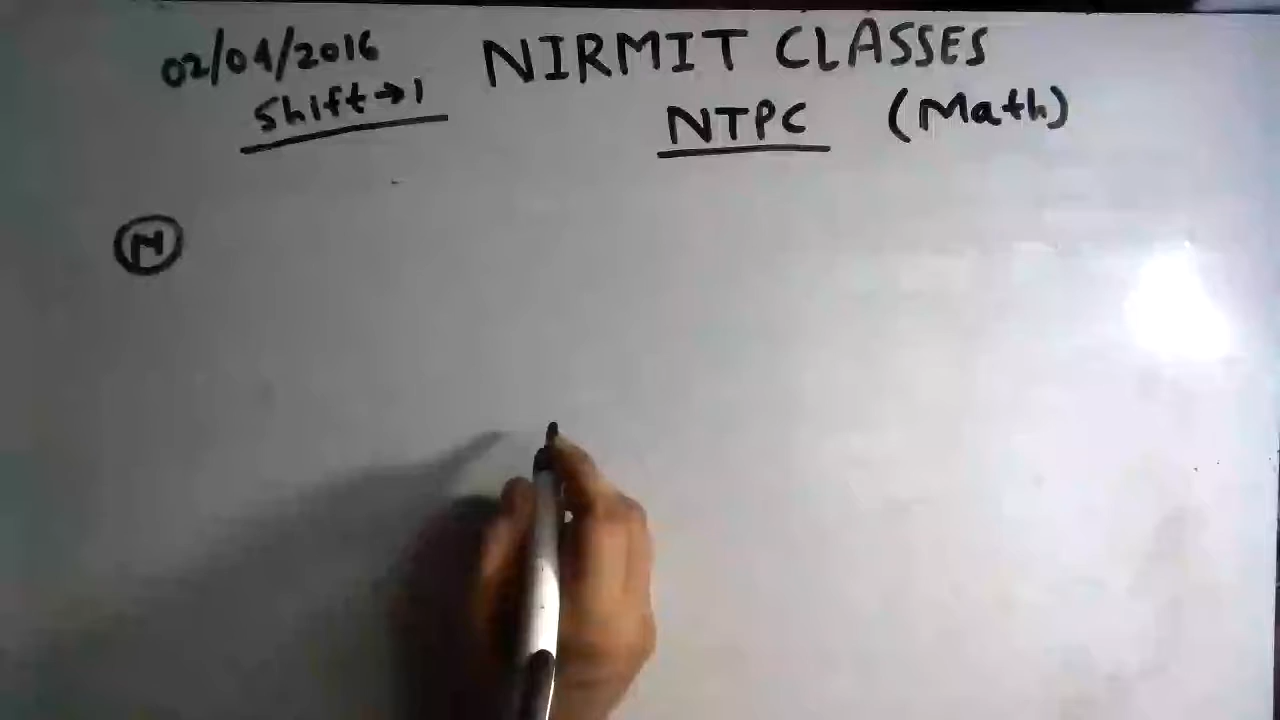 02/04/2016 NIRMIT CLASSES
Shift→1 NTPC (Math)